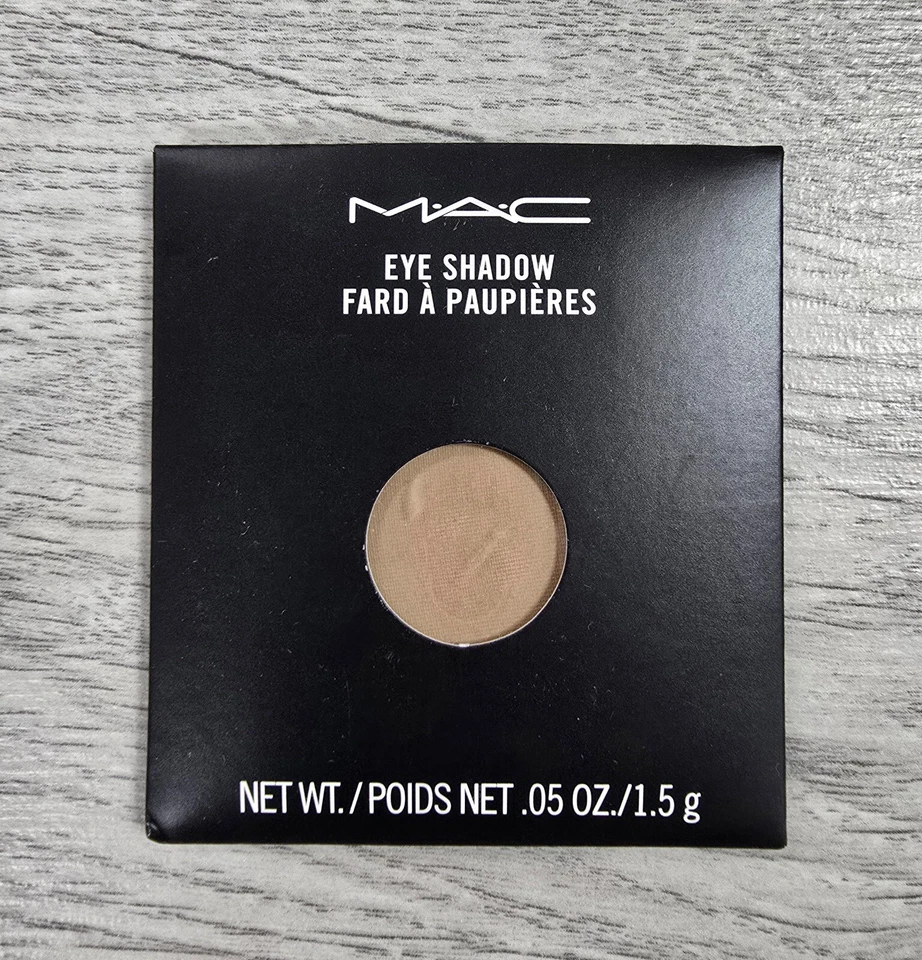 M·A·C
EYE SHADOW
FARD À PAUPIÈRES
NET WT. / POIDS NET .05 OZ./1.5 g